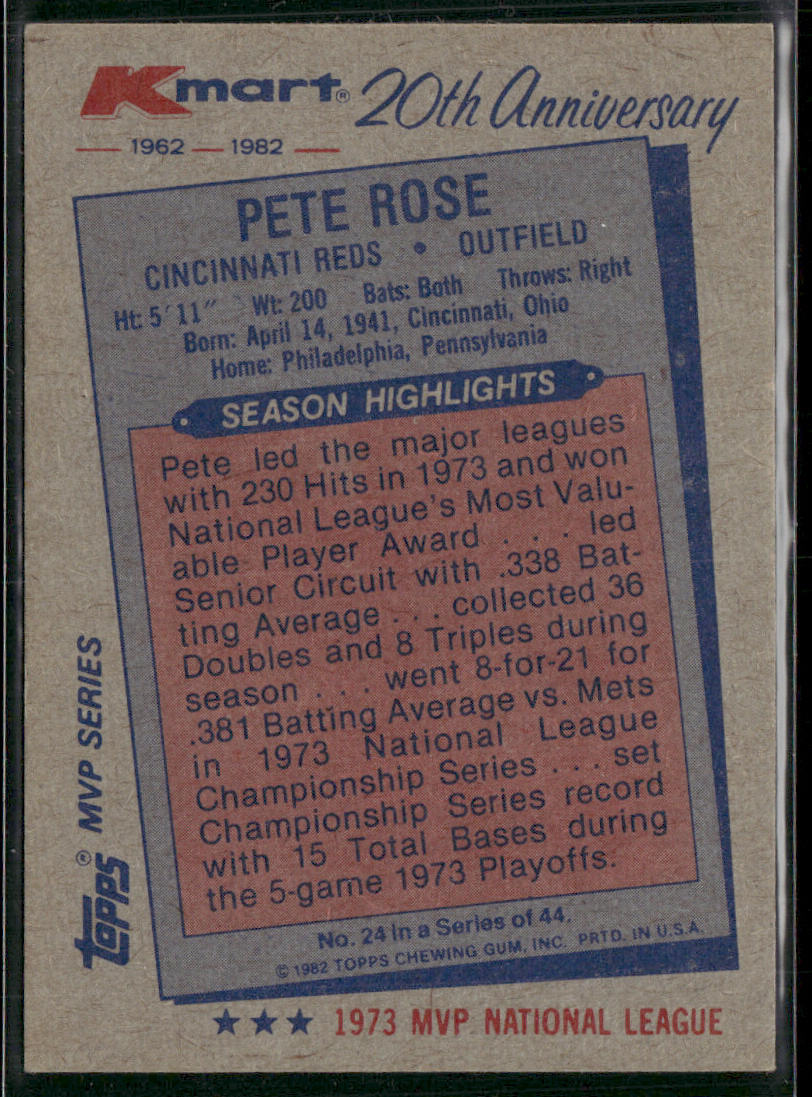 Kmart® 20th Anniversary
1962 — 1982
PETE ROSE
CINCINNATI REDS • OUTFIELD
Ht: 5'11" Wt: 200 Bats: Both Throws: Right
Born: April 14, 1941, Cincinnati, Ohio
Home: Philadelphia, Pennsylvania
SEASON HIGHLIGHTS
Pete led the major leagues
with 230 Hits in 1973 and won
National League's Most Valu-
able Player Award . . . led
Senior Circuit with .338 Bat-
ting Average . . . collected 36
Doubles and 8 Triples during
season . . . went 8-for-21 for
.381 Batting Average vs. Mets
in 1973 National League
Championship Series . . . set
Championship Series record
with 15 Total Bases during
the 5-game 1973 Playoffs.
No. 24 in a Series of 44.
© 1982 TOPPS CHEWING GUM, INC. PRTD. IN U.S.A.
topps® MVP SERIES
★★★ 1973 MVP NATIONAL LEAGUE